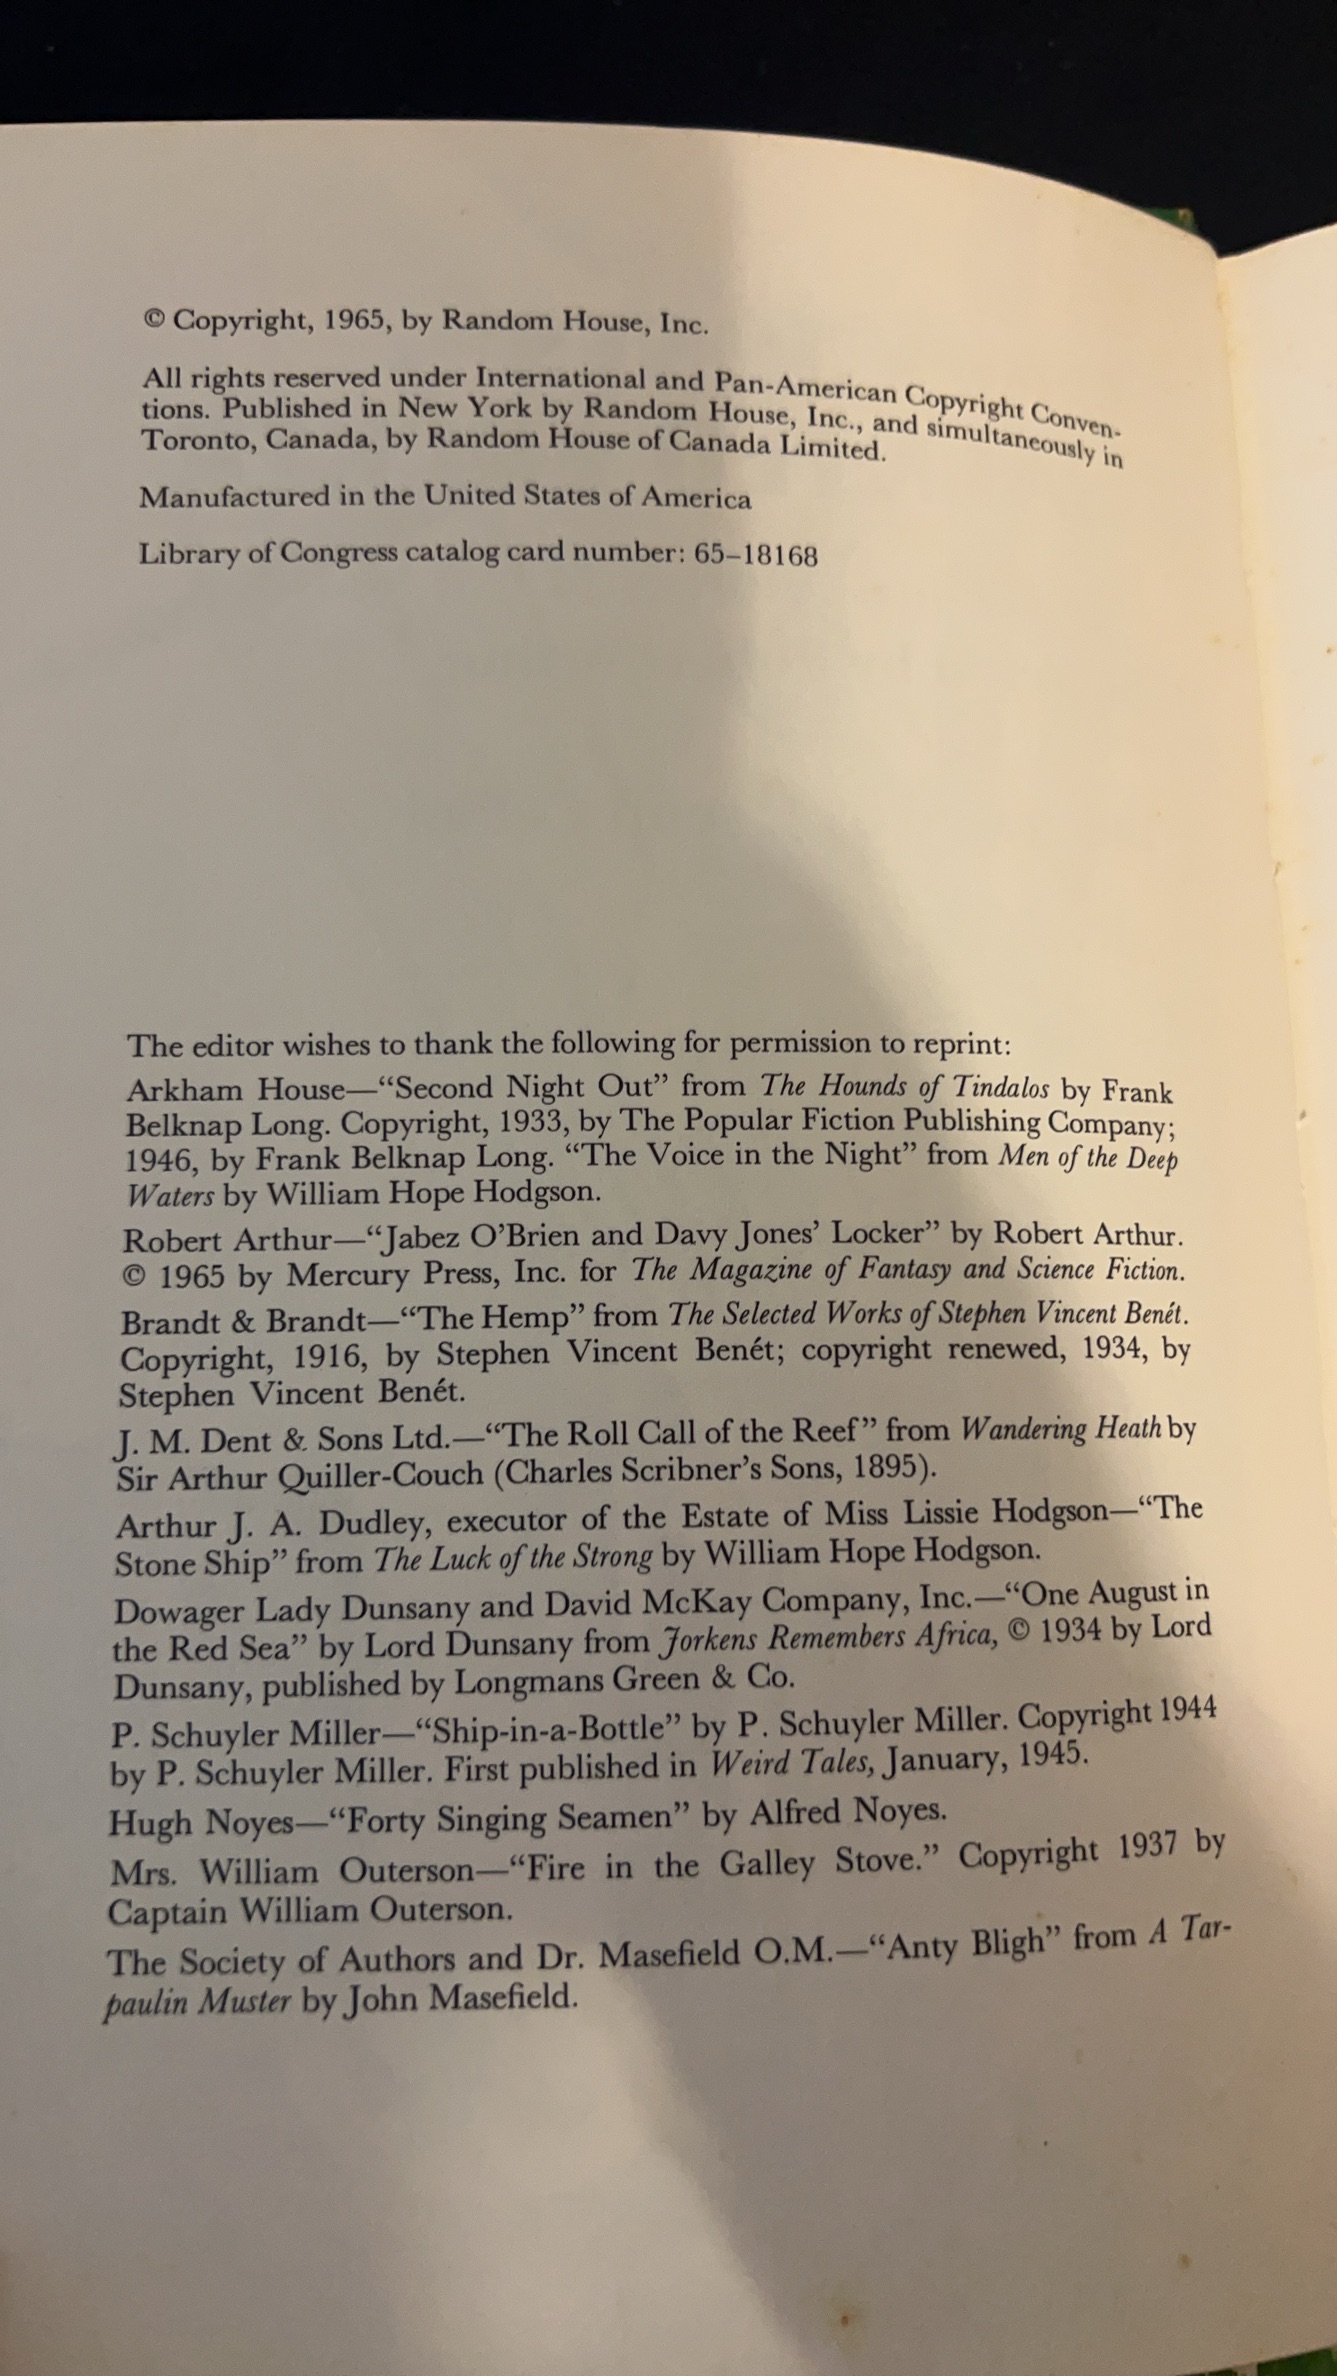 © Copyright, 1965, by Random House, Inc.
All rights reserved under International and Pan-American Copyright Conven-
tions. Published in New York by Random House, Inc., and simultaneously in
Toronto, Canada, by Random House of Canada Limited.
Manufactured in the United States of America
Library of Congress catalog card number: 65–18168
The editor wishes to thank the following for permission to reprint:
Arkham House—“Second Night Out” from The Hounds of Tindalos by Frank
Belknap Long. Copyright, 1933, by The Popular Fiction Publishing Company;
1946, by Frank Belknap Long. “The Voice in the Night” from Men of the Deep
Waters by William Hope Hodgson.
Robert Arthur—“Jabez O’Brien and Davy Jones’ Locker” by Robert Arthur.
© 1965 by Mercury Press, Inc. for The Magazine of Fantasy and Science Fiction.
Brandt & Brandt—“The Hemp” from The Selected Works of Stephen Vincent Benét.
Copyright, 1916, by Stephen Vincent Benét; copyright renewed, 1934, by
Stephen Vincent Benét.
J. M. Dent & Sons Ltd.—“The Roll Call of the Reef” from Wandering Heath by
Sir Arthur Quiller-Couch (Charles Scribner’s Sons, 1895).
Arthur J. A. Dudley, executor of the Estate of Miss Lissie Hodgson—“The
Stone Ship” from The Luck of the Strong by William Hope Hodgson.
Dowager Lady Dunsany and David McKay Company, Inc.—“One August in
the Red Sea” by Lord Dunsany from Jorkens Remembers Africa, © 1934 by Lord
Dunsany, published by Longmans Green & Co.
P. Schuyler Miller—“Ship-in-a-Bottle” by P. Schuyler Miller. Copyright 1944
by P. Schuyler Miller. First published in Weird Tales, January, 1945.
Hugh Noyes—“Forty Singing Seamen” by Alfred Noyes.
Mrs. William Outerson—“Fire in the Galley Stove.” Copyright 1937 by
Captain William Outerson.
The Society of Authors and Dr. Masefield O.M.—“Anty Bligh” from A Tar-
paulin Muster by John Masefield.